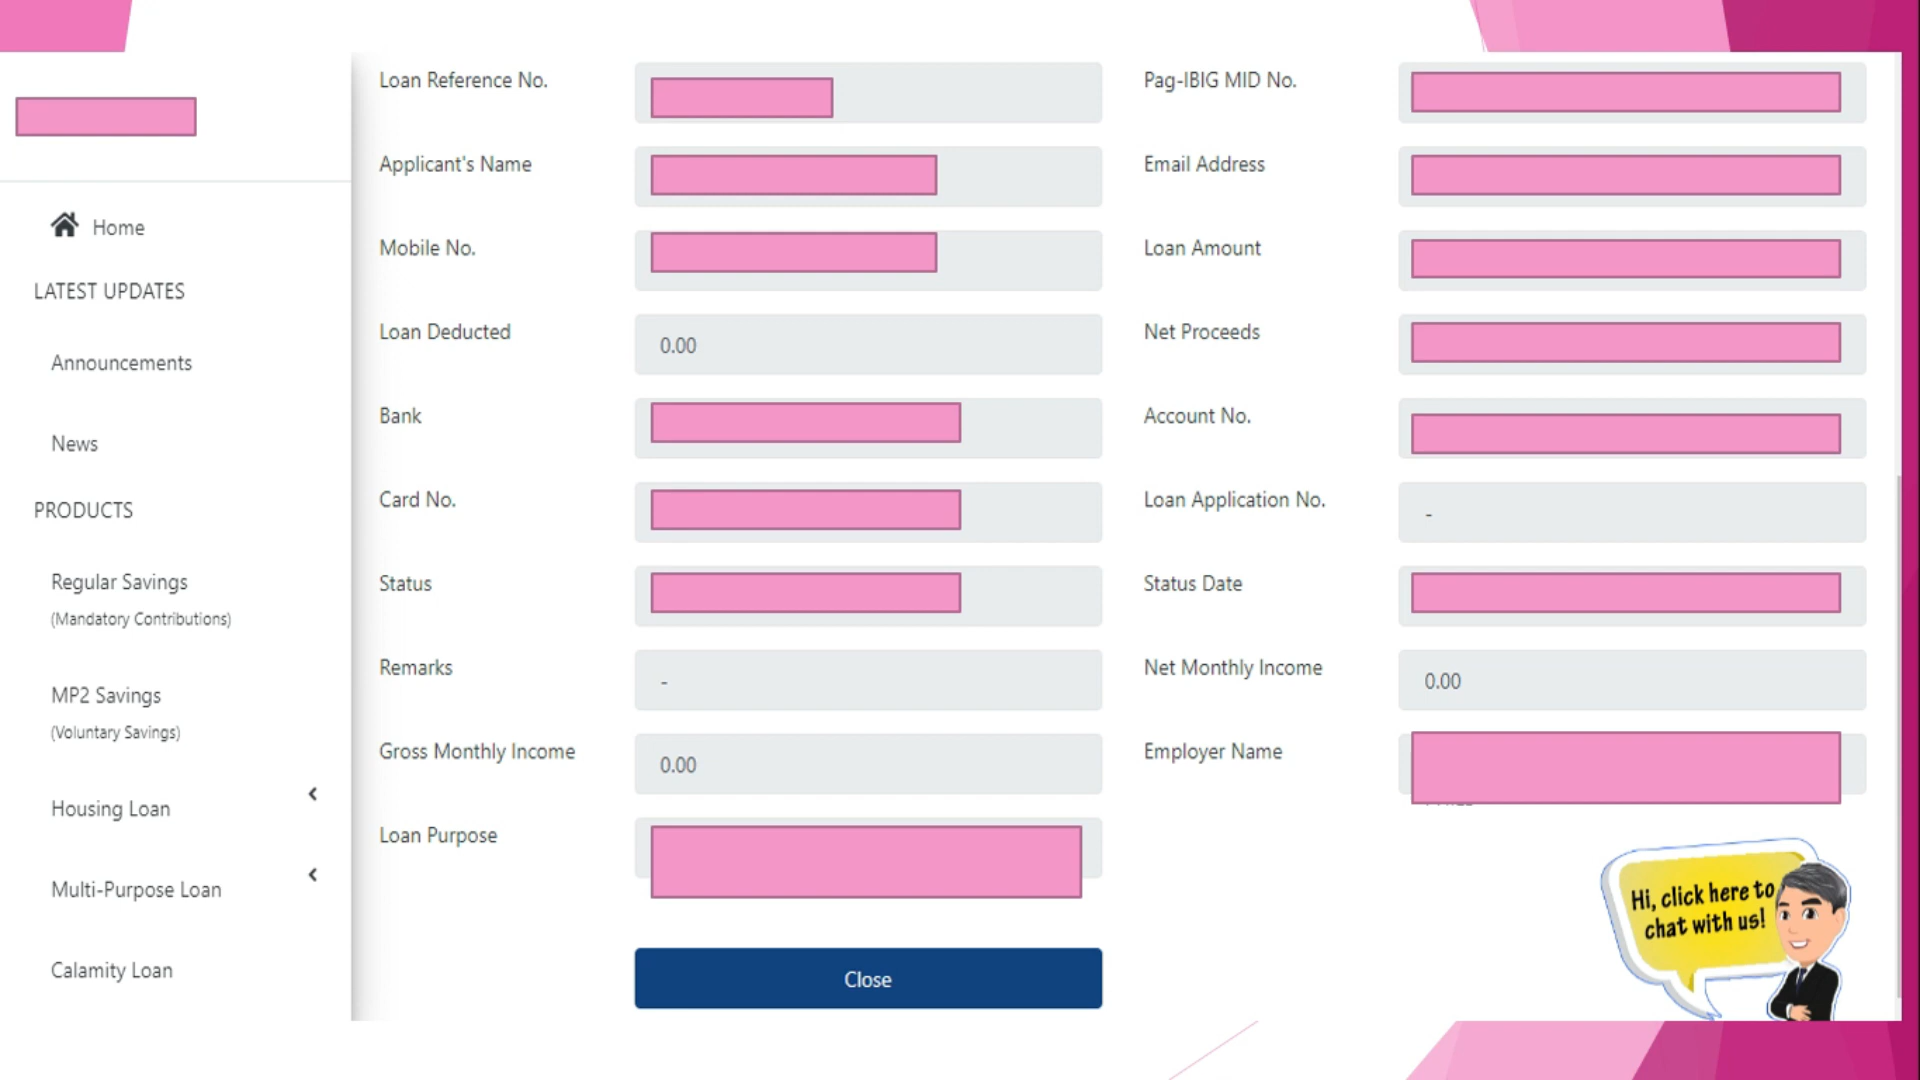 Loan Reference No.
Pag-IBIG MID No.
Applicant's Name
Email Address
Home
Mobile No.
Loan Amount
LATEST UPDATES
Loan Deducted
0.00
Net Proceeds
Announcements
Bank
Account No.
News
Card No.
Loan Application No.
-
PRODUCTS
Regular Savings
(Mandatory Contributions)
Status
Status Date
Remarks
-
Net Monthly Income
0.00
MP2 Savings
(Voluntary Savings)
Gross Monthly Income
0.00
Employer Name
Housing Loan
Loan Purpose
Multi-Purpose Loan
Hi, click here to
chat with us!
Calamity Loan
Close